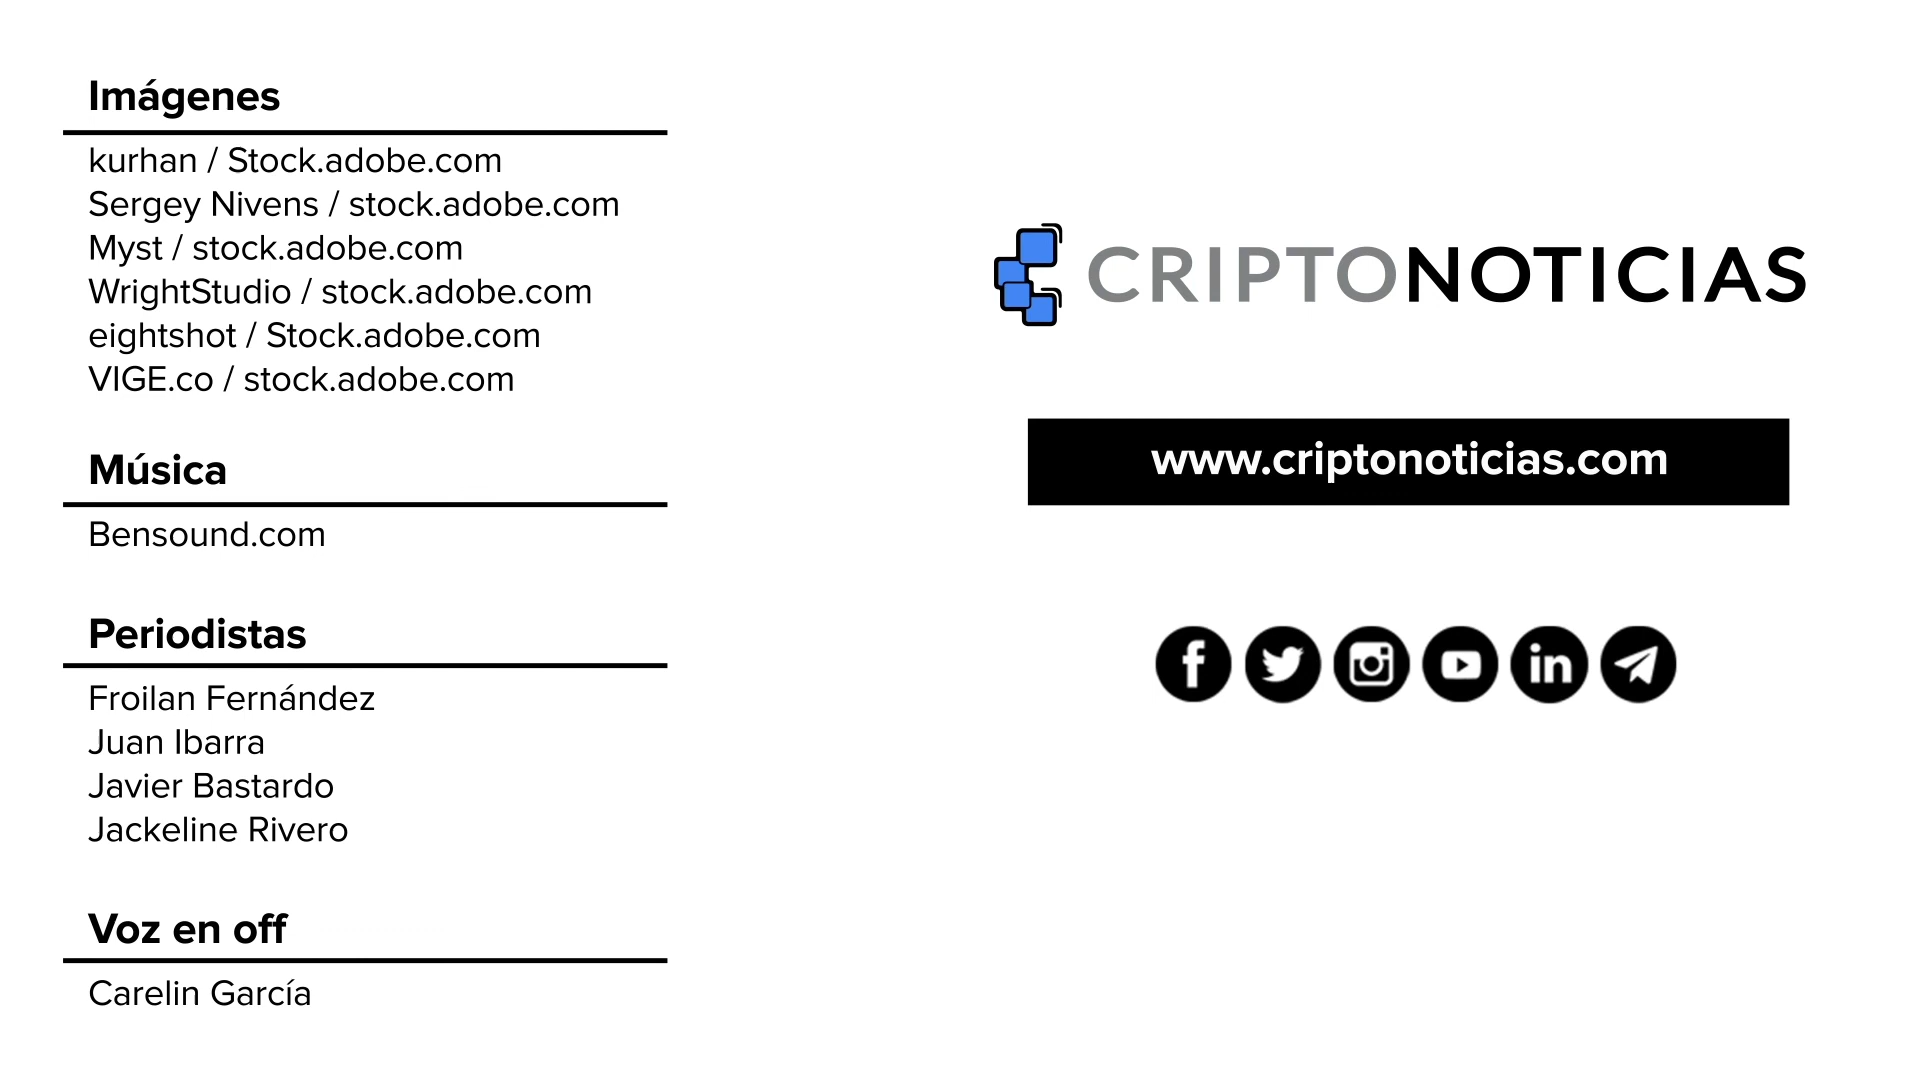 Imágenes
kurhan / Stock.adobe.com
Sergey Nivens / stock.adobe.com
Myst / stock.adobe.com
WrightStudio / stock.adobe.com
eightshot / Stock.adobe.com
VIGE.co / stock.adobe.com
Música
Bensound.com
Periodistas
Froilan Fernández
Juan Ibarra
Javier Bastardo
Jackeline Rivero
Voz en off
Carelin García
CRIPTONOTICIAS
www.criptonoticias.com